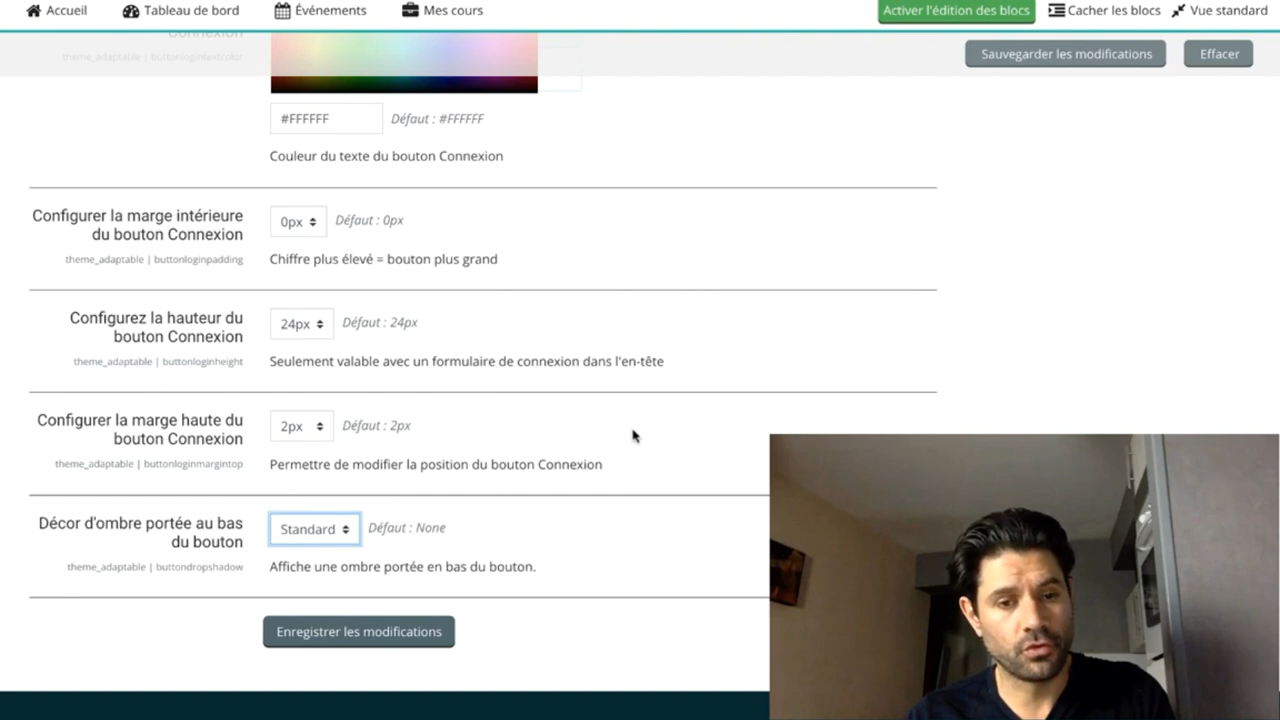 Accueil Tableau de bord Événements Mes cours Activer l'édition des blocs Cacher les blocs Vue standard
Connexion
theme_adaptable | buttonlogintextcolor
Sauvegarder les modifications Effacer
#FFFFFF Défaut : #FFFFFF
Couleur du texte du bouton Connexion
Configurer la marge intérieure
du bouton Connexion
0px Défaut : 0px
theme_adaptable | buttonloginpadding
Chiffre plus élevé = bouton plus grand
Configurez la hauteur du
bouton Connexion
24px Défaut : 24px
theme_adaptable | buttonloginheight
Seulement valable avec un formulaire de connexion dans l'en-tête
Configurer la marge haute du
bouton Connexion
2px Défaut : 2px
theme_adaptable | buttonloginmargintop
Permettre de modifier la position du bouton Connexion
Décor d'ombre portée au bas
du bouton
Standard Défaut : None
theme_adaptable | buttondropshadow
Affiche une ombre portée en bas du bouton.
Enregistrer les modifications